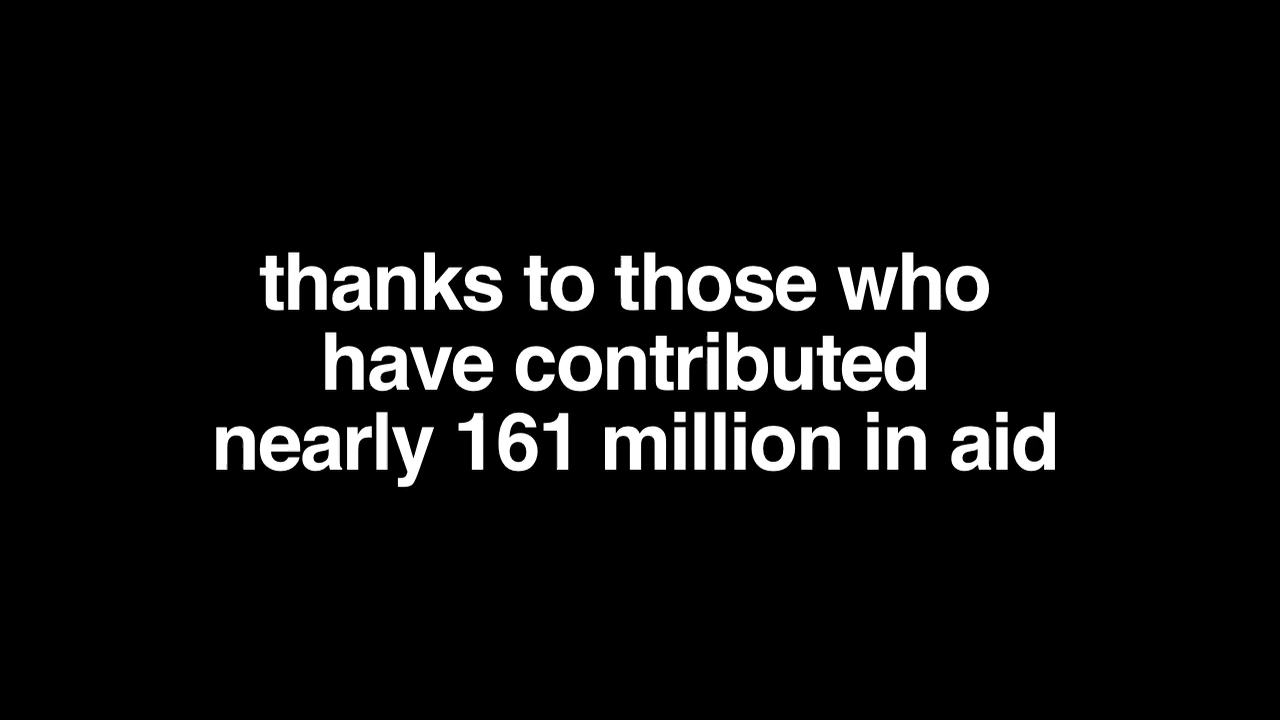 thanks to those who
have contributed
nearly 161 million in aid